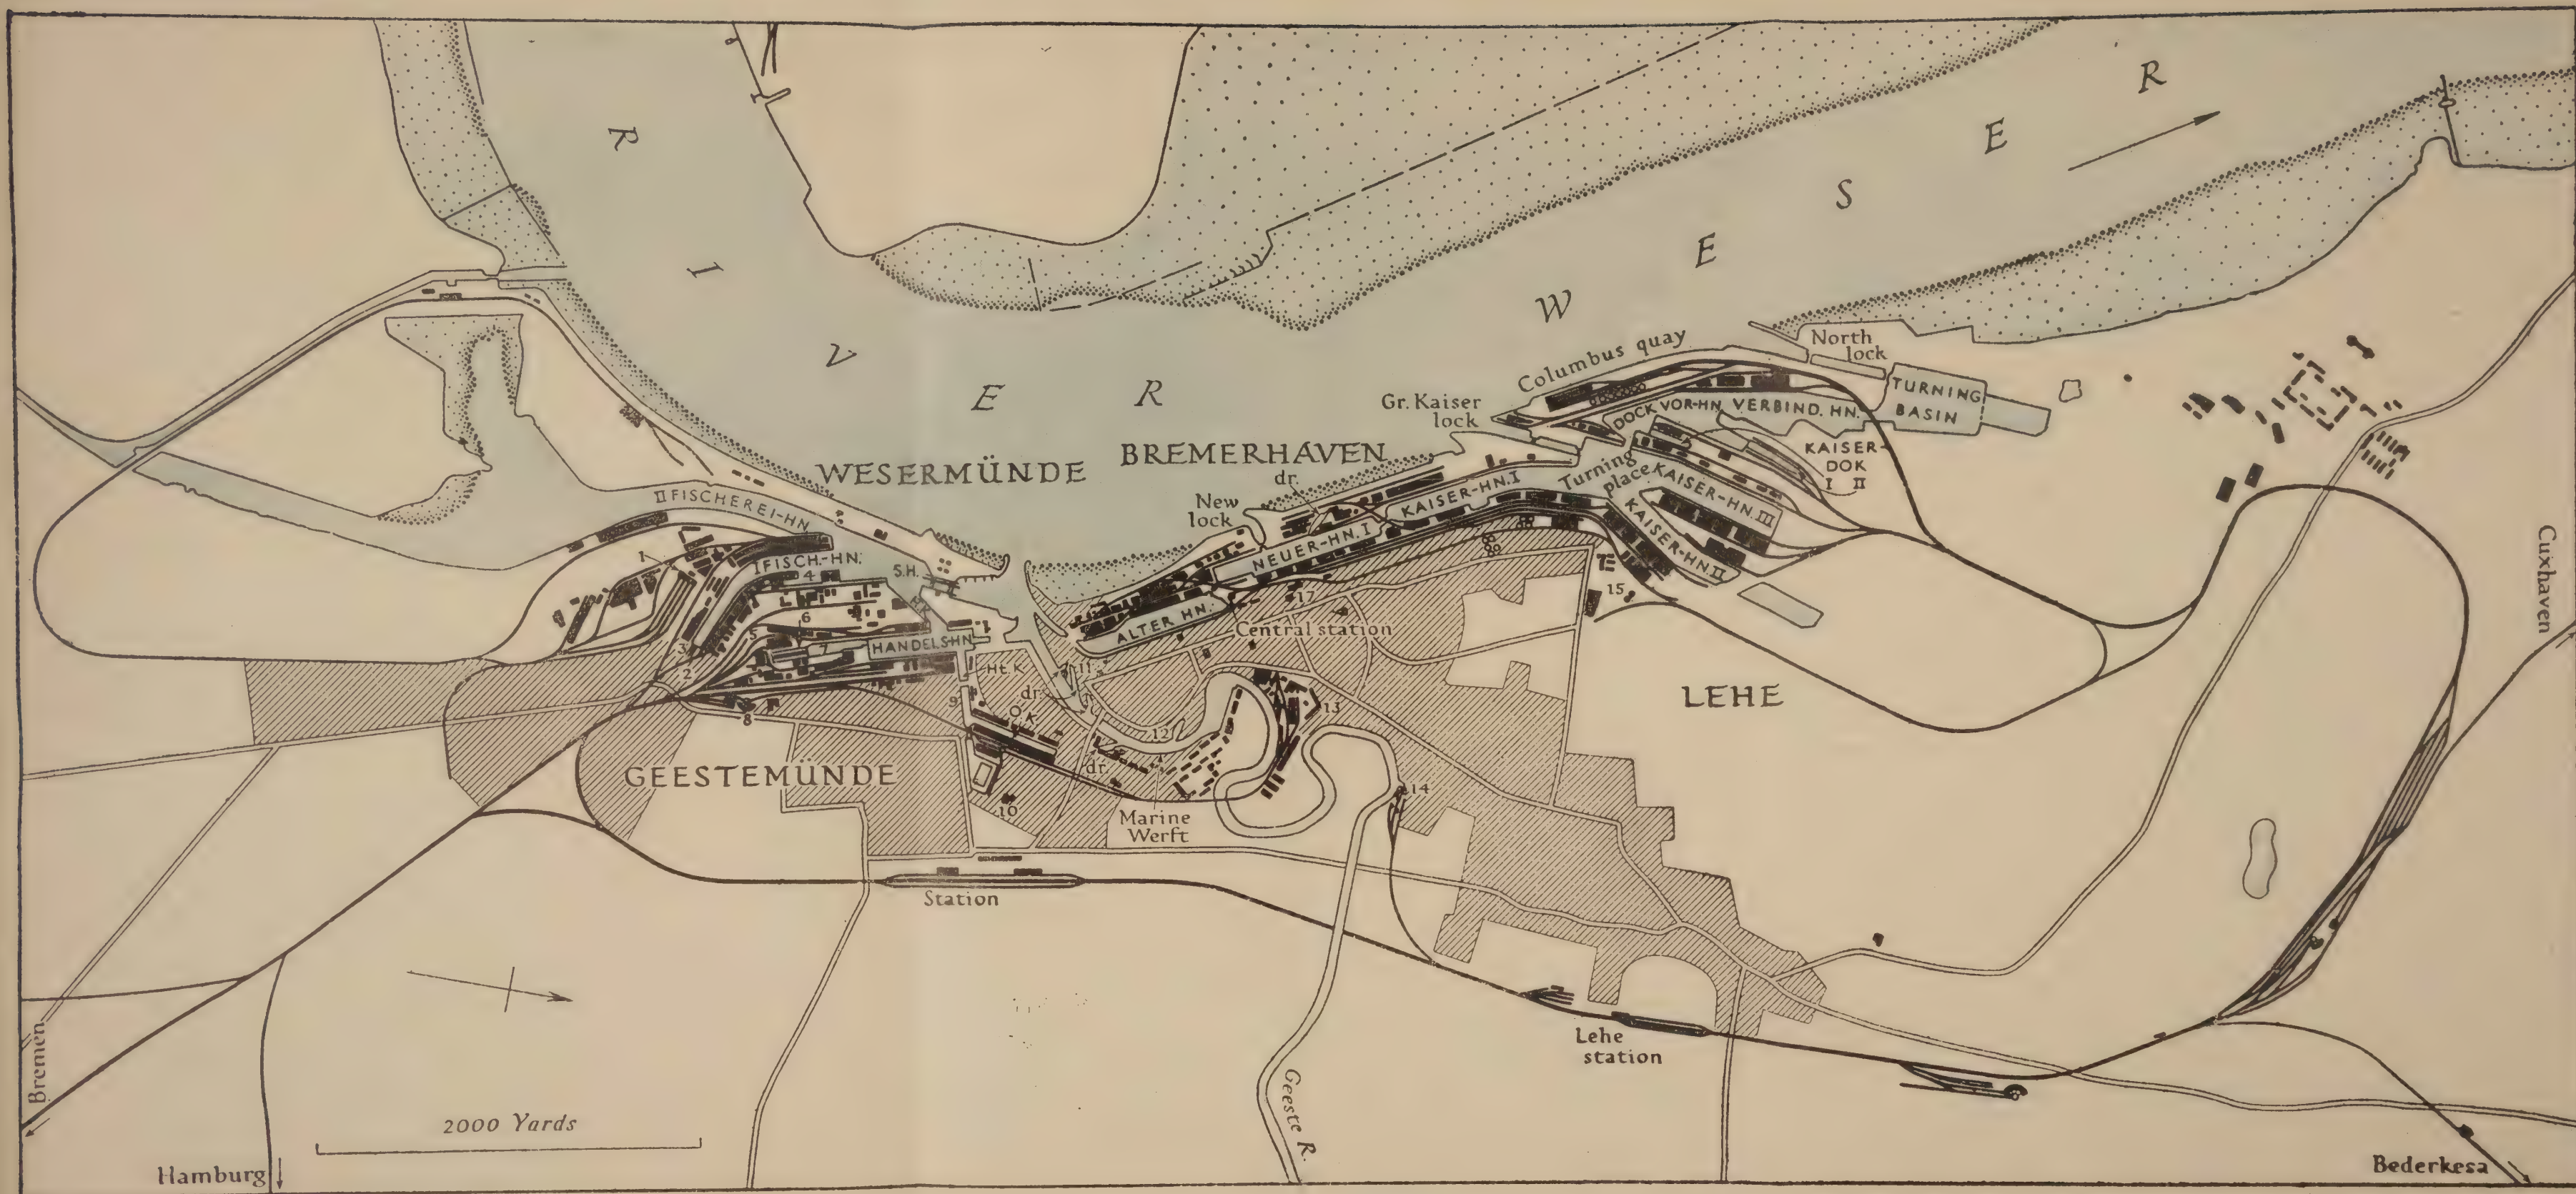 RIVER WESER
North
lock
TURNING
BASIN
Columbus quay
Gr. Kaiser
lock
DOCK VOR-HN.
VERBIND. HN.
KAISER-
DOK
I II
BREMERHAVEN
WESERMÜNDE
dr.
New
lock
KAISER-HN. I
Turning
place
KAISER-HN. III
KAISER-HN II
NEUER-HN. I
II FISCHEREI-HN.
I FISCH.-HN.
S.H.
H.K.
ALTER HN.
HANDELS-HN
Central station
1
2
3
4
5
6
7
8
9
10
11
12
13
14
15
17
Ht. K
dr.
O. K.
dr.
LEHE
GEESTEMÜNDE
Marine
Werft
Station
Lehe
station
Geeste R.
Cuxhaven
Bremen
Hamburg
2000 Yards
Bederkesa